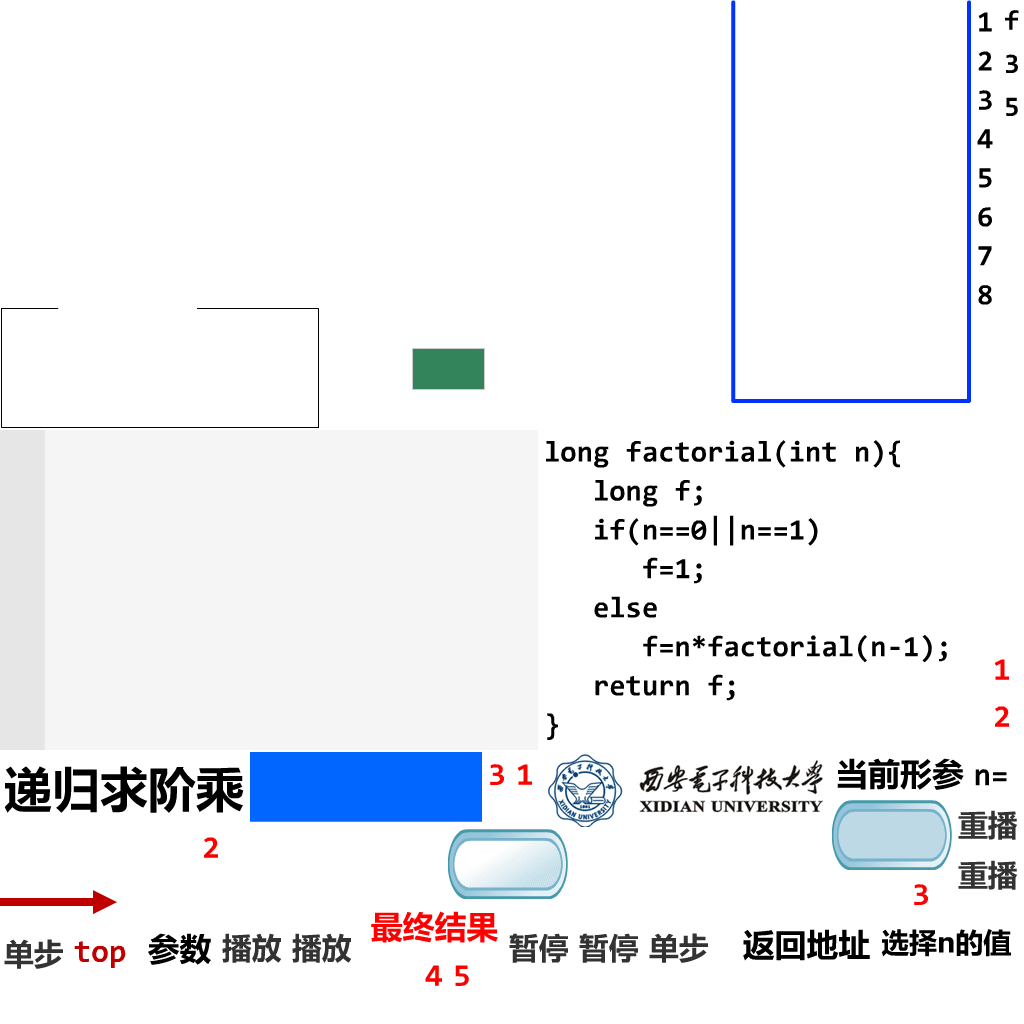 1 f
2 3
3 5
4
5
6
7
8
long factorial(int n){
long f;
if(n==0||n==1)
f=1;
else
f=n*factorial(n-1);
return f;
}
1
2
递归求阶乘
3 1
西安电子科技大学
XIDIAN UNIVERSITY
当前形参 n=
重播
2
重播
3
最终结果
单步 top 参数 播放 播放
暂停 暂停 单步
返回地址 选择n的值
4 5